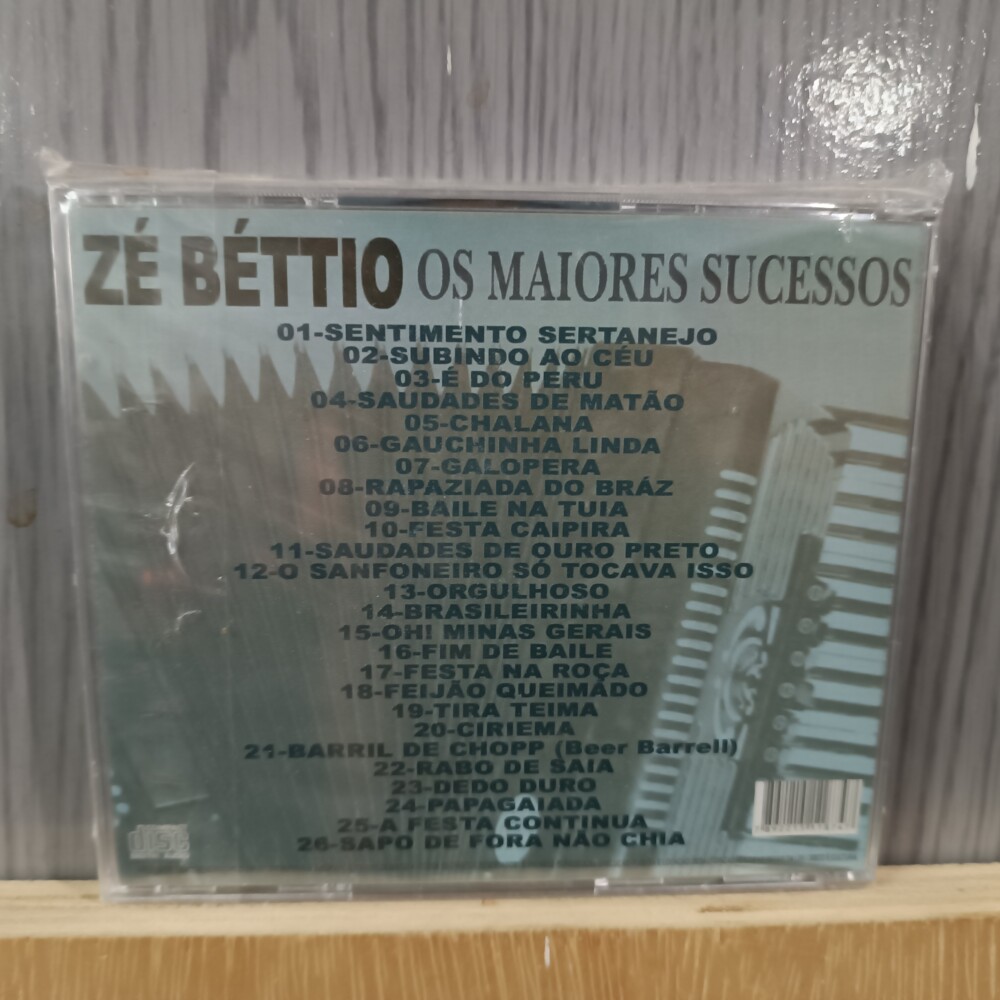 ZÉ BÉTTIO OS MAIORES SUCESSOS
01-SENTIMENTO SERTANEJO
02-SUBINDO AO CÉU
03-É DO PERU
04-SAUDADES DE MATÃO
05-CHALANA
06-GAUCHINHA LINDA
07-GALOPERA
08-RAPAZIADA DO BRÁZ
09-BAILE NA TUIA
10-FESTA CAIPIRA
11-SAUDADES DE OURO PRETO
12-O SANFONEIRO SÓ TOCAVA ISSO
13-ORGULHOSO
14-BRASILEIRINHA
15-OH! MINAS GERAIS
16-FIM DE BAILE
17-FESTA NA ROÇA
18-FEIJÃO QUEIMADO
19-TIRA TEIMA
20-CIRIEMA
21-BARRIL DE CHOPP (Beer Barrell)
22-RABO DE SAIA
23-DEDO DURO
24-PAPAGAIADA
25-A FESTA CONTINUA
26-SAPO DE FORA NÃO CHIA
disc